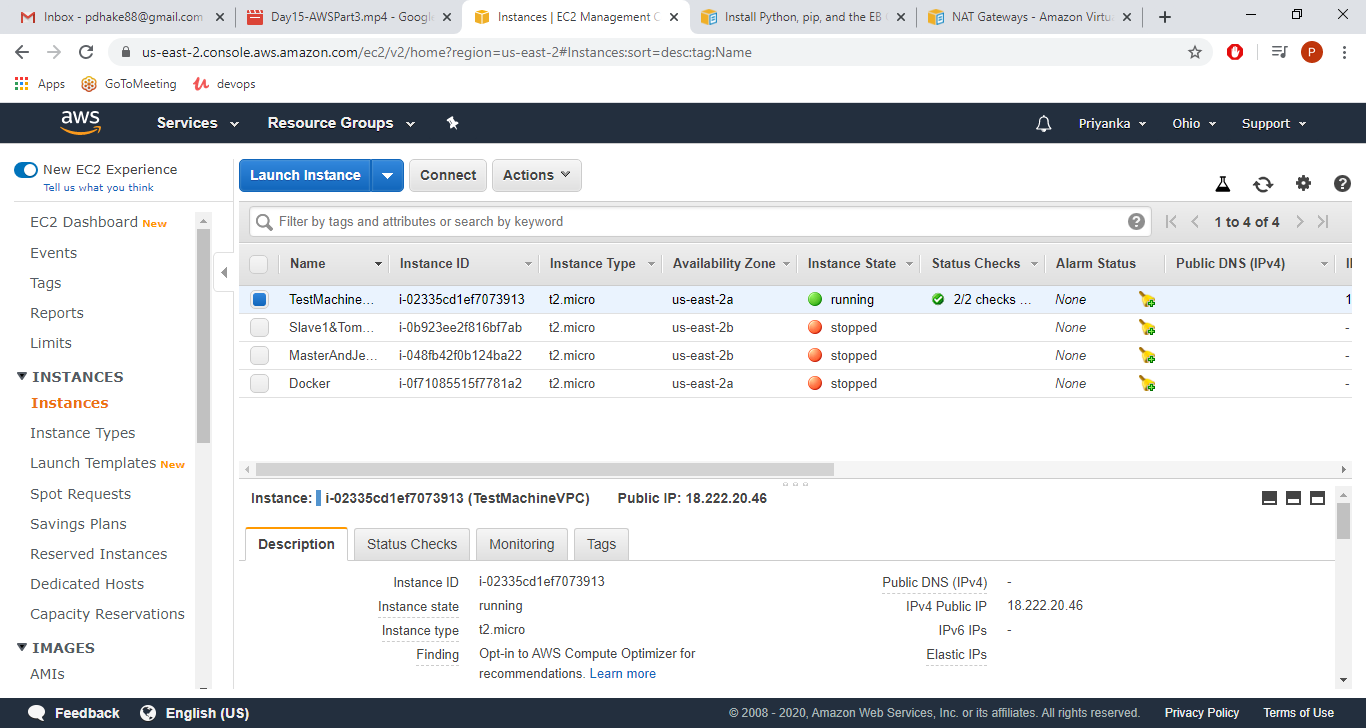 Inbox - pdhake88@gmail.com
Day15-AWSPart3.mp4 - Google
Instances | EC2 Management C
Install Python, pip, and the EB
NAT Gateways - Amazon Virtua
us-east-2.console.aws.amazon.com/ec2/v2/home?region=us-east-2#Instances:sort=desc:tag:Name
P
Apps GoToMeeting devops
aws Services Resource Groups Priyanka Ohio Support
New EC2 Experience
Tell us what you think
Launch Instance Connect Actions
EC2 Dashboard New
Events
Tags
Reports
Limits
INSTANCES
Instances
Instance Types
Launch Templates New
Spot Requests
Savings Plans
Reserved Instances
Dedicated Hosts
Capacity Reservations
IMAGES
AMIs
Filter by tags and attributes or search by keyword 1 to 4 of 4
Name Instance ID Instance Type Availability Zone Instance State Status Checks Alarm Status Public DNS (IPv4)
TestMachine... i-02335cd1ef7073913 t2.micro us-east-2a running 2/2 checks ... None 1
Slave1&Tom... i-0b923ee2f816bf7ab t2.micro us-east-2b stopped None -
MasterAndJe... i-048fb42f0b124ba22 t2.micro us-east-2b stopped None -
Docker i-0f71085515f7781a2 t2.micro us-east-2a stopped None -
Instance: i-02335cd1ef7073913 (TestMachineVPC) Public IP: 18.222.20.46
Description Status Checks Monitoring Tags
Instance ID i-02335cd1ef7073913 Public DNS (IPv4) -
Instance state running IPv4 Public IP 18.222.20.46
Instance type t2.micro IPv6 IPs -
Finding Opt-in to AWS Compute Optimizer for Elastic IPs
recommendations. Learn more
Feedback English (US) © 2008 - 2020, Amazon Web Services, Inc. or its affiliates. All rights reserved. Privacy Policy Terms of Use